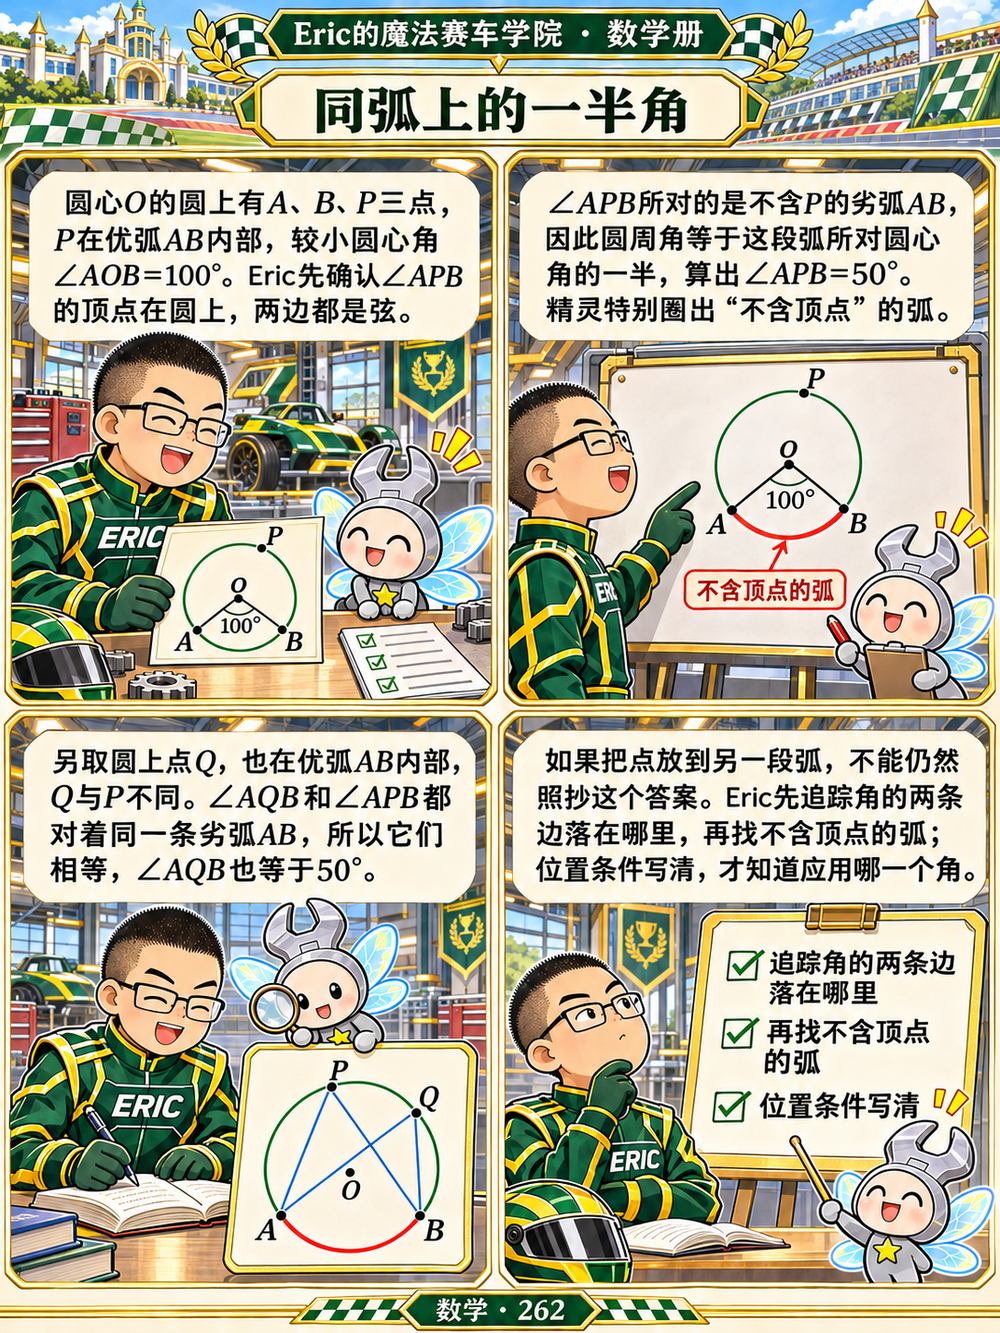 Eric的魔法赛车学院 · 数学册
同弧上的一半角
圆心O的圆上有A、B、P三点，
P在优弧AB内部，较小圆心角
∠AOB=100°。Eric先确认∠APB
的顶点在圆上，两边都是弦。
ERIC
P
O
100°
A
B
∠APB所对的是不含P的劣弧AB，
因此圆周角等于这段弧所对圆心
角的一半，算出∠APB=50°。
精灵特别圈出“不含顶点”的弧。
P
O
100°
A
B
不含顶点的弧
ERIC
另取圆上点Q，也在优弧AB内部，
Q与P不同。∠AQB和∠APB都
对着同一条劣弧AB，所以它们
相等，∠AQB也等于50°。
ERIC
P
Q
O
A
B
如果把点放到另一段弧，不能仍然
照抄这个答案。Eric先追踪角的两条
边落在哪里，再找不含顶点的弧；
位置条件写清，才知道应用哪一个角。
追踪角的两条边
落在哪里
再找不含顶点
的弧
位置条件写清
ERIC
数学 · 262